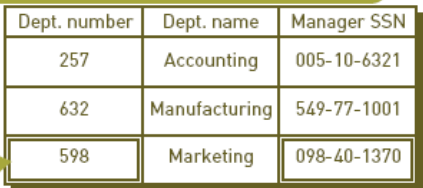 Dept. number Dept. name Manager SSN
257 Accounting 005-10-6321
632 Manufacturing 549-77-1001
598 Marketing 098-40-1370